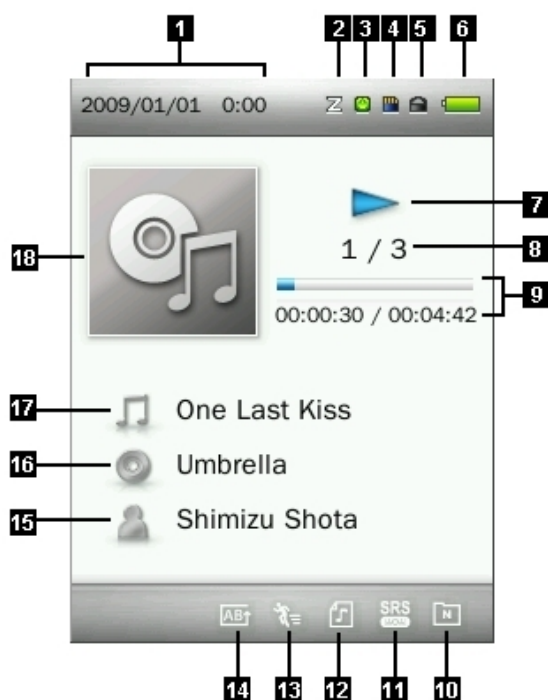 1 2 3 4 5 6
2009/01/01 0:00 Z
7
1 / 3 8
18
9
00:00:30 / 00:04:42
17 One Last Kiss
16 Umbrella
15 Shimizu Shota
AB SRS N
WOW
14 13 12 11 10